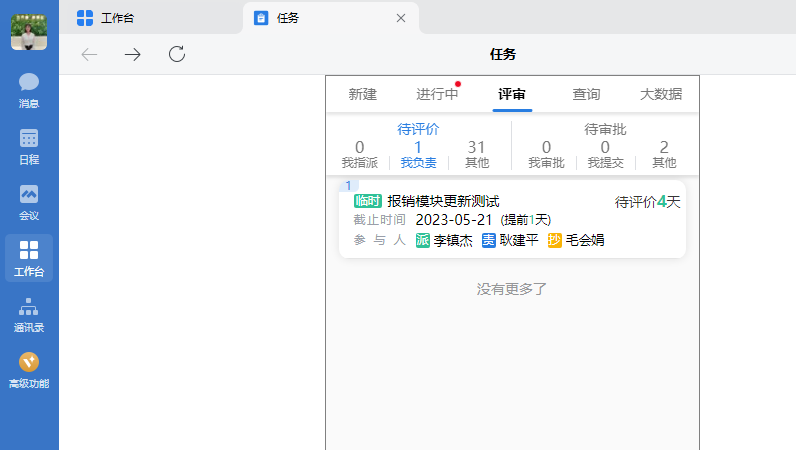 工作台
任务
任务
消息
日程
会议
工作台
通讯录
高级功能
新建 进行中 评审 查询 大数据
待评价 待审批
0 1 31 0 0 2
我指派 我负责 其他 我审批 我提交 其他
1
临时 报销模块更新测试 待评价4天
截止时间 2023-05-21 (提前1天)
参与人 派 李镇杰 责 耿建平 抄 毛会娟
没有更多了